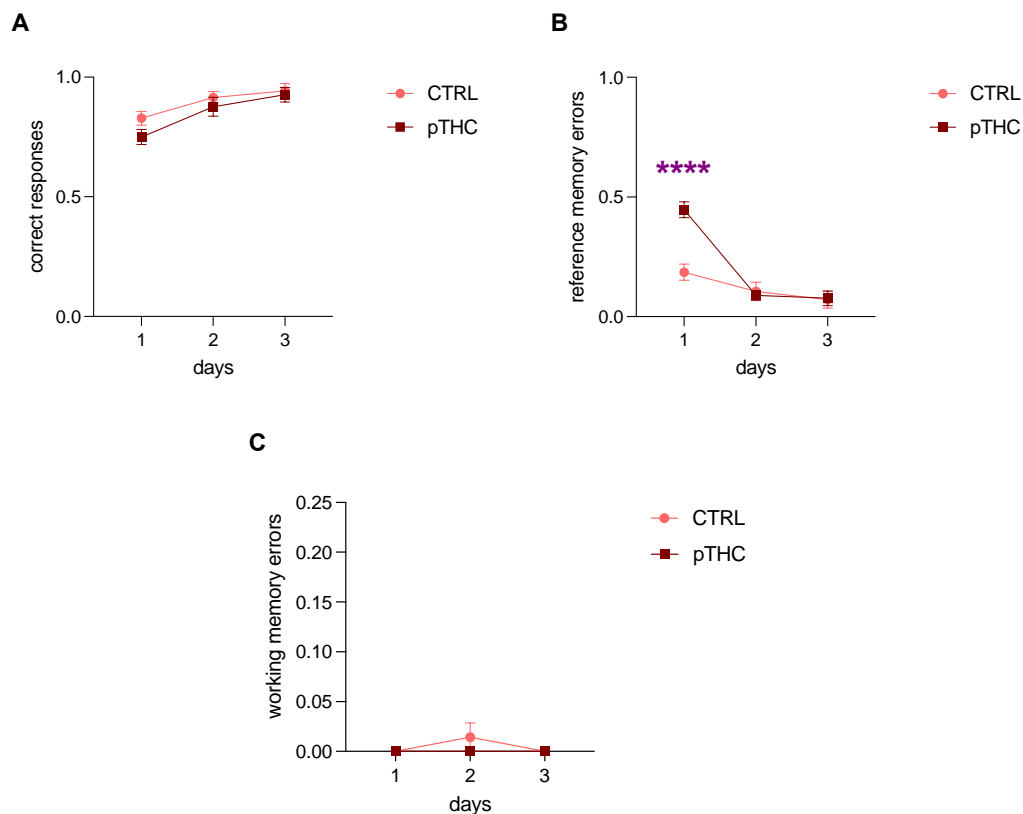 A
correct responses
1.0
0.5
0.0
1 2 3
days
CTRL
pTHC
B
reference memory errors
1.0
0.5
0.0
****
1 2 3
days
CTRL
pTHC
C
working memory errors
0.25
0.20
0.15
0.10
0.05
0.00
1 2 3
days
CTRL
pTHC